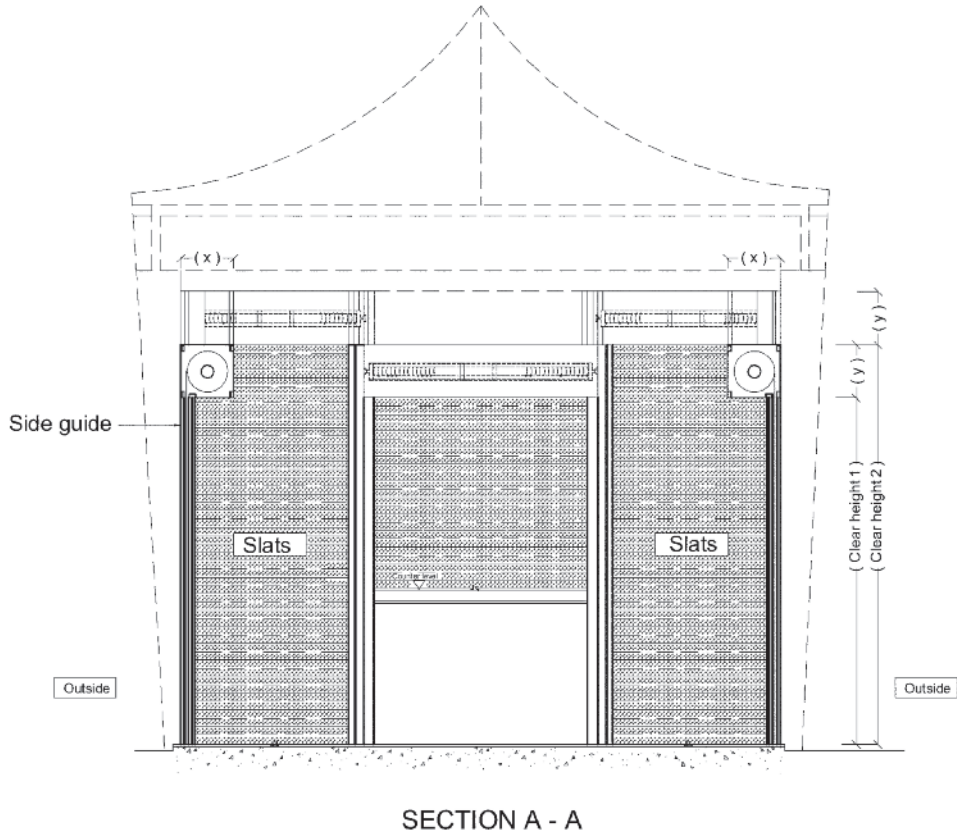 ( x )
( x )
( y )
( y )
Side guide
( Clear height 1 )
( Clear height 2 )
Slats
Slats
Counter level
Outside
Outside
SECTION A - A